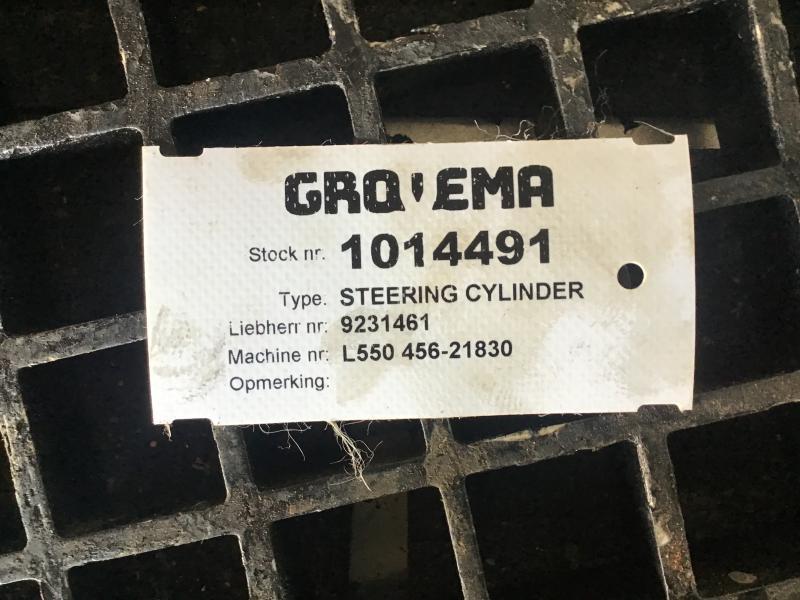 GROVEMA
Stock nr. 1014491
Type: STEERING CYLINDER
Liebherr nr: 9231461
Machine nr: L550 456-21830
Opmerking: